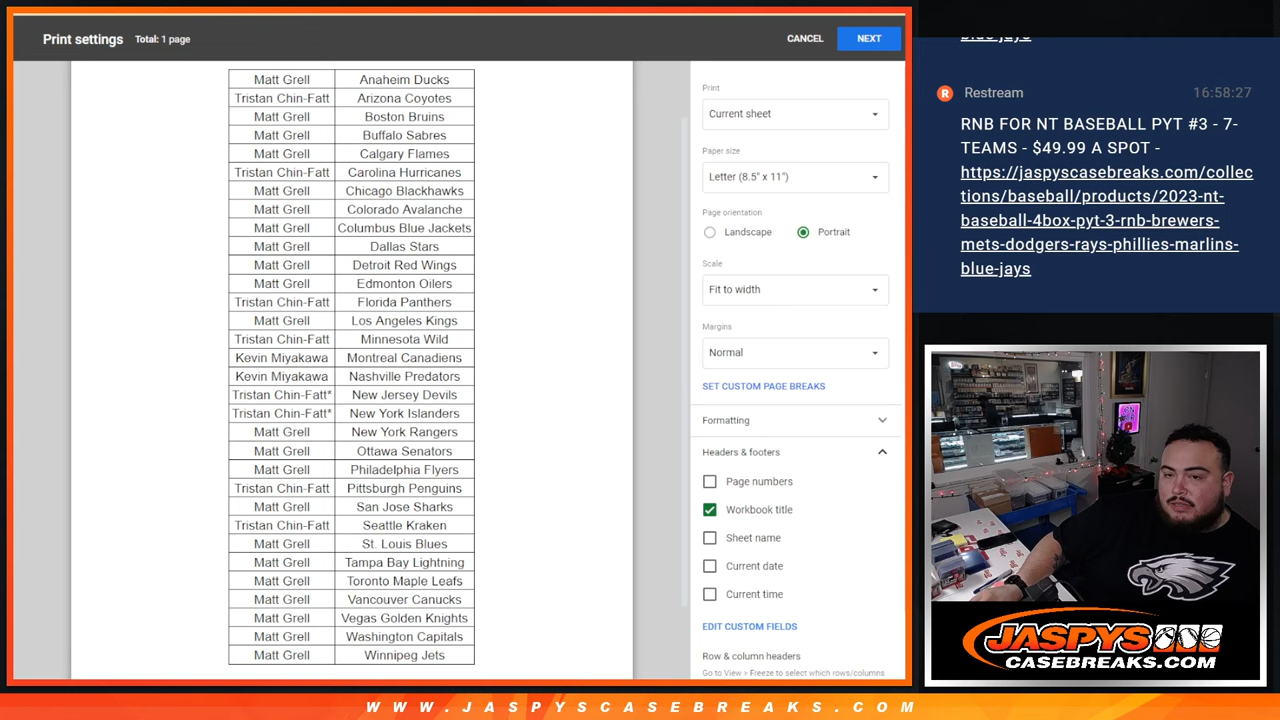 Print settings Total: 1 page CANCEL NEXT
Matt Grell Anaheim Ducks
Tristan Chin-Fatt Arizona Coyotes
Matt Grell Boston Bruins
Matt Grell Buffalo Sabres
Matt Grell Calgary Flames
Tristan Chin-Fatt Carolina Hurricanes
Matt Grell Chicago Blackhawks
Matt Grell Colorado Avalanche
Matt Grell Columbus Blue Jackets
Matt Grell Dallas Stars
Matt Grell Detroit Red Wings
Matt Grell Edmonton Oilers
Tristan Chin-Fatt Florida Panthers
Matt Grell Los Angeles Kings
Tristan Chin-Fatt Minnesota Wild
Kevin Miyakawa Montreal Canadiens
Kevin Miyakawa Nashville Predators
Tristan Chin-Fatt* New Jersey Devils
Tristan Chin-Fatt* New York Islanders
Matt Grell New York Rangers
Matt Grell Ottawa Senators
Matt Grell Philadelphia Flyers
Tristan Chin-Fatt Pittsburgh Penguins
Matt Grell San Jose Sharks
Tristan Chin-Fatt Seattle Kraken
Matt Grell St. Louis Blues
Matt Grell Tampa Bay Lightning
Matt Grell Toronto Maple Leafs
Matt Grell Vancouver Canucks
Matt Grell Vegas Golden Knights
Matt Grell Washington Capitals
Matt Grell Winnipeg Jets
Print
Current sheet
Paper size
Letter (8.5" x 11")
Page orientation
Landscape Portrait
Scale
Fit to width
Margins
Normal
SET CUSTOM PAGE BREAKS
Formatting
Headers & footers
Page numbers
Workbook title
Sheet name
Current date
Current time
EDIT CUSTOM FIELDS
Row & column headers
Go to View > Freeze to select which rows/columns
blue-jays
R Restream 16:58:27
RNB FOR NT BASEBALL PYT #3 - 7-
TEAMS - $49.99 A SPOT -
https://jaspyscasebreaks.com/collec
tions/baseball/products/2023-nt-
baseball-4box-pyt-3-rnb-brewers-
mets-dodgers-rays-phillies-marlins-
blue-jays
JASPYS
CASEBREAKS.COM
WWW.JASPYSCASEBREAKS.COM